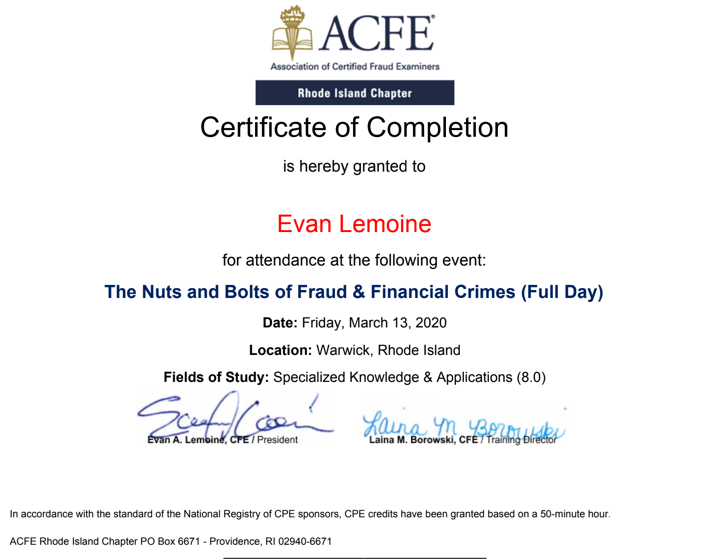 ACFE®
Association of Certified Fraud Examiners
Rhode Island Chapter
Certificate of Completion
is hereby granted to
Evan Lemoine
for attendance at the following event:
The Nuts and Bolts of Fraud & Financial Crimes (Full Day)
Date: Friday, March 13, 2020
Location: Warwick, Rhode Island
Fields of Study: Specialized Knowledge & Applications (8.0)
Laina M Borowski
Evan A. Lemoine, CFE / President
Laina M. Borowski, CFE / Training Director
In accordance with the standard of the National Registry of CPE sponsors, CPE credits have been granted based on a 50-minute hour.
ACFE Rhode Island Chapter PO Box 6671 - Providence, RI 02940-6671